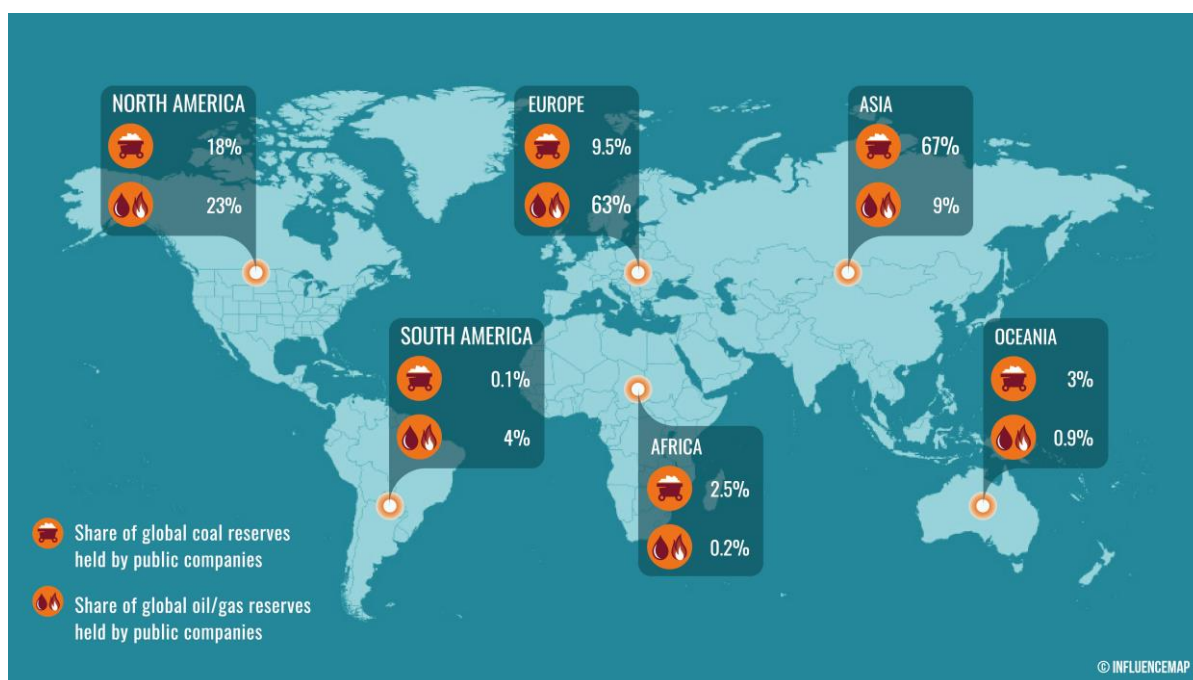 NORTH AMERICA
18%
23%
EUROPE
9.5%
63%
ASIA
67%
9%
SOUTH AMERICA
0.1%
4%
AFRICA
2.5%
0.2%
OCEANIA
3%
0.9%
Share of global coal reserves
held by public companies
Share of global oil/gas reserves
held by public companies
© INFLUENCEMAP